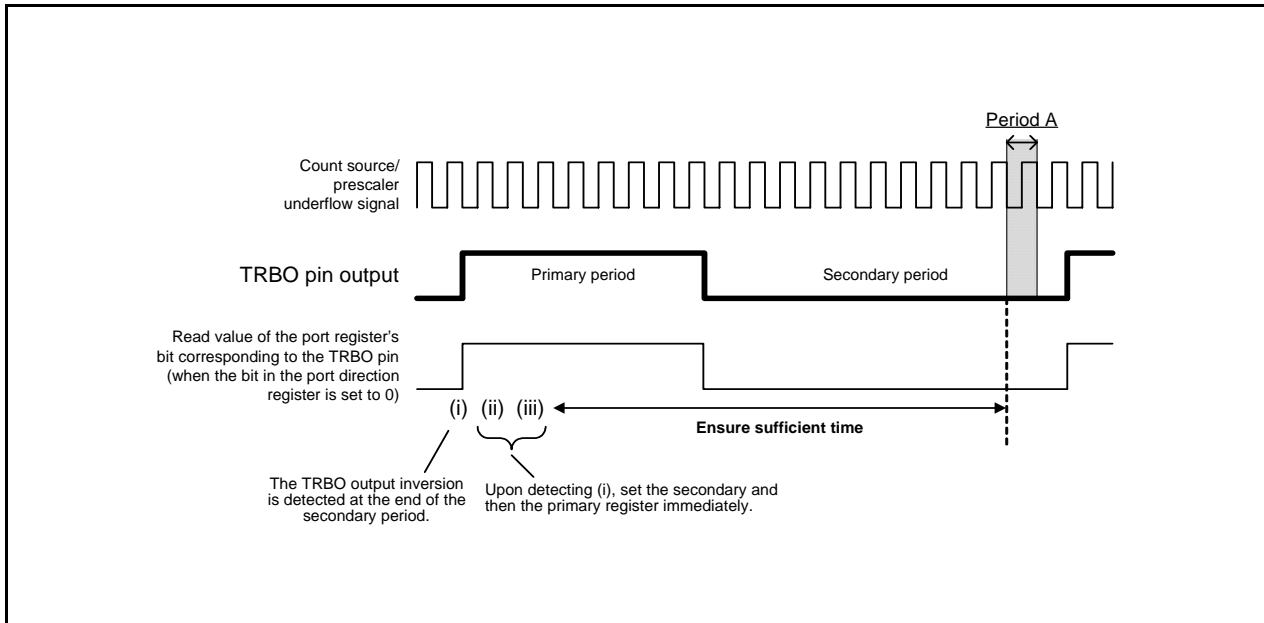 Period A
Count source/
prescaler
underflow signal
TRBO pin output
Primary period
Secondary period
Read value of the port register's
bit corresponding to the TRBO pin
(when the bit in the port direction
register is set to 0)
(i) (ii) (iii)
Ensure sufficient time
The TRBO output inversion
is detected at the end of the
secondary period.
Upon detecting (i), set the secondary and
then the primary register immediately.